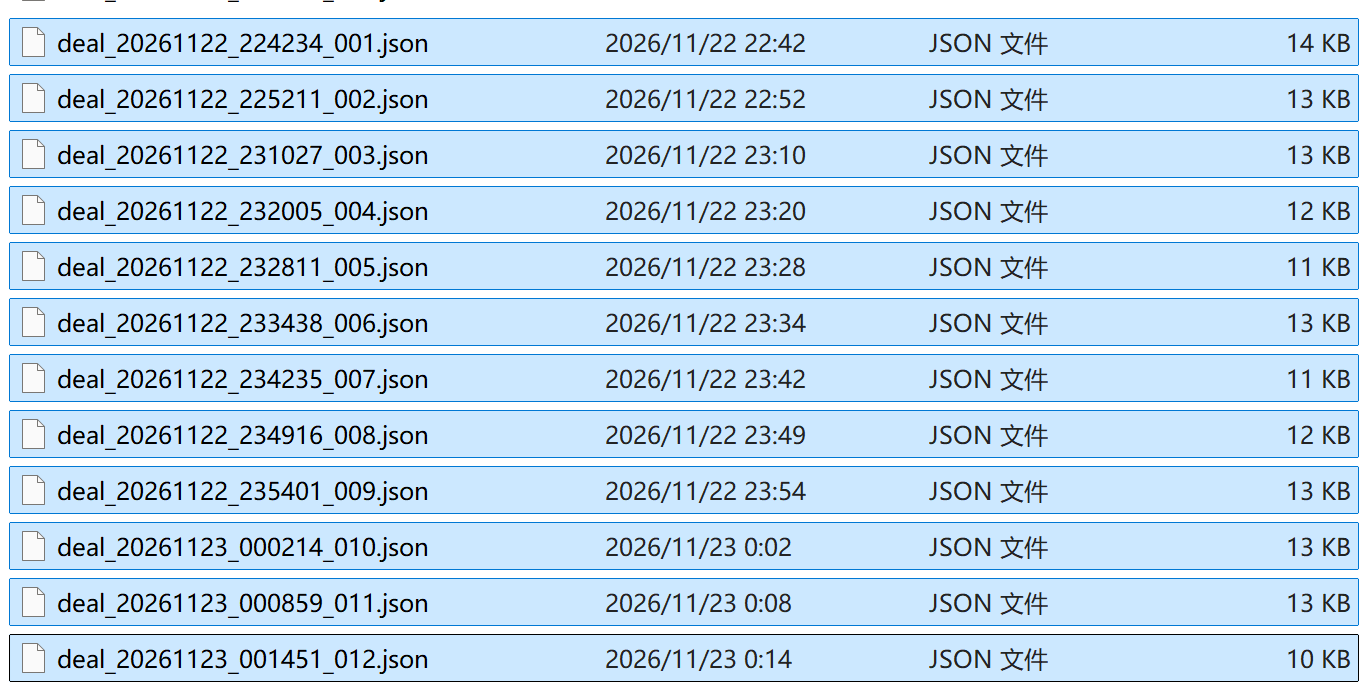 deal_20261122_224234_001.json 2026/11/22 22:42 JSON 文件 14 KB
deal_20261122_225211_002.json 2026/11/22 22:52 JSON 文件 13 KB
deal_20261122_231027_003.json 2026/11/22 23:10 JSON 文件 13 KB
deal_20261122_232005_004.json 2026/11/22 23:20 JSON 文件 12 KB
deal_20261122_232811_005.json 2026/11/22 23:28 JSON 文件 11 KB
deal_20261122_233438_006.json 2026/11/22 23:34 JSON 文件 13 KB
deal_20261122_234235_007.json 2026/11/22 23:42 JSON 文件 11 KB
deal_20261122_234916_008.json 2026/11/22 23:49 JSON 文件 12 KB
deal_20261122_235401_009.json 2026/11/22 23:54 JSON 文件 13 KB
deal_20261123_000214_010.json 2026/11/23 0:02 JSON 文件 13 KB
deal_20261123_000859_011.json 2026/11/23 0:08 JSON 文件 13 KB
deal_20261123_001451_012.json 2026/11/23 0:14 JSON 文件 10 KB